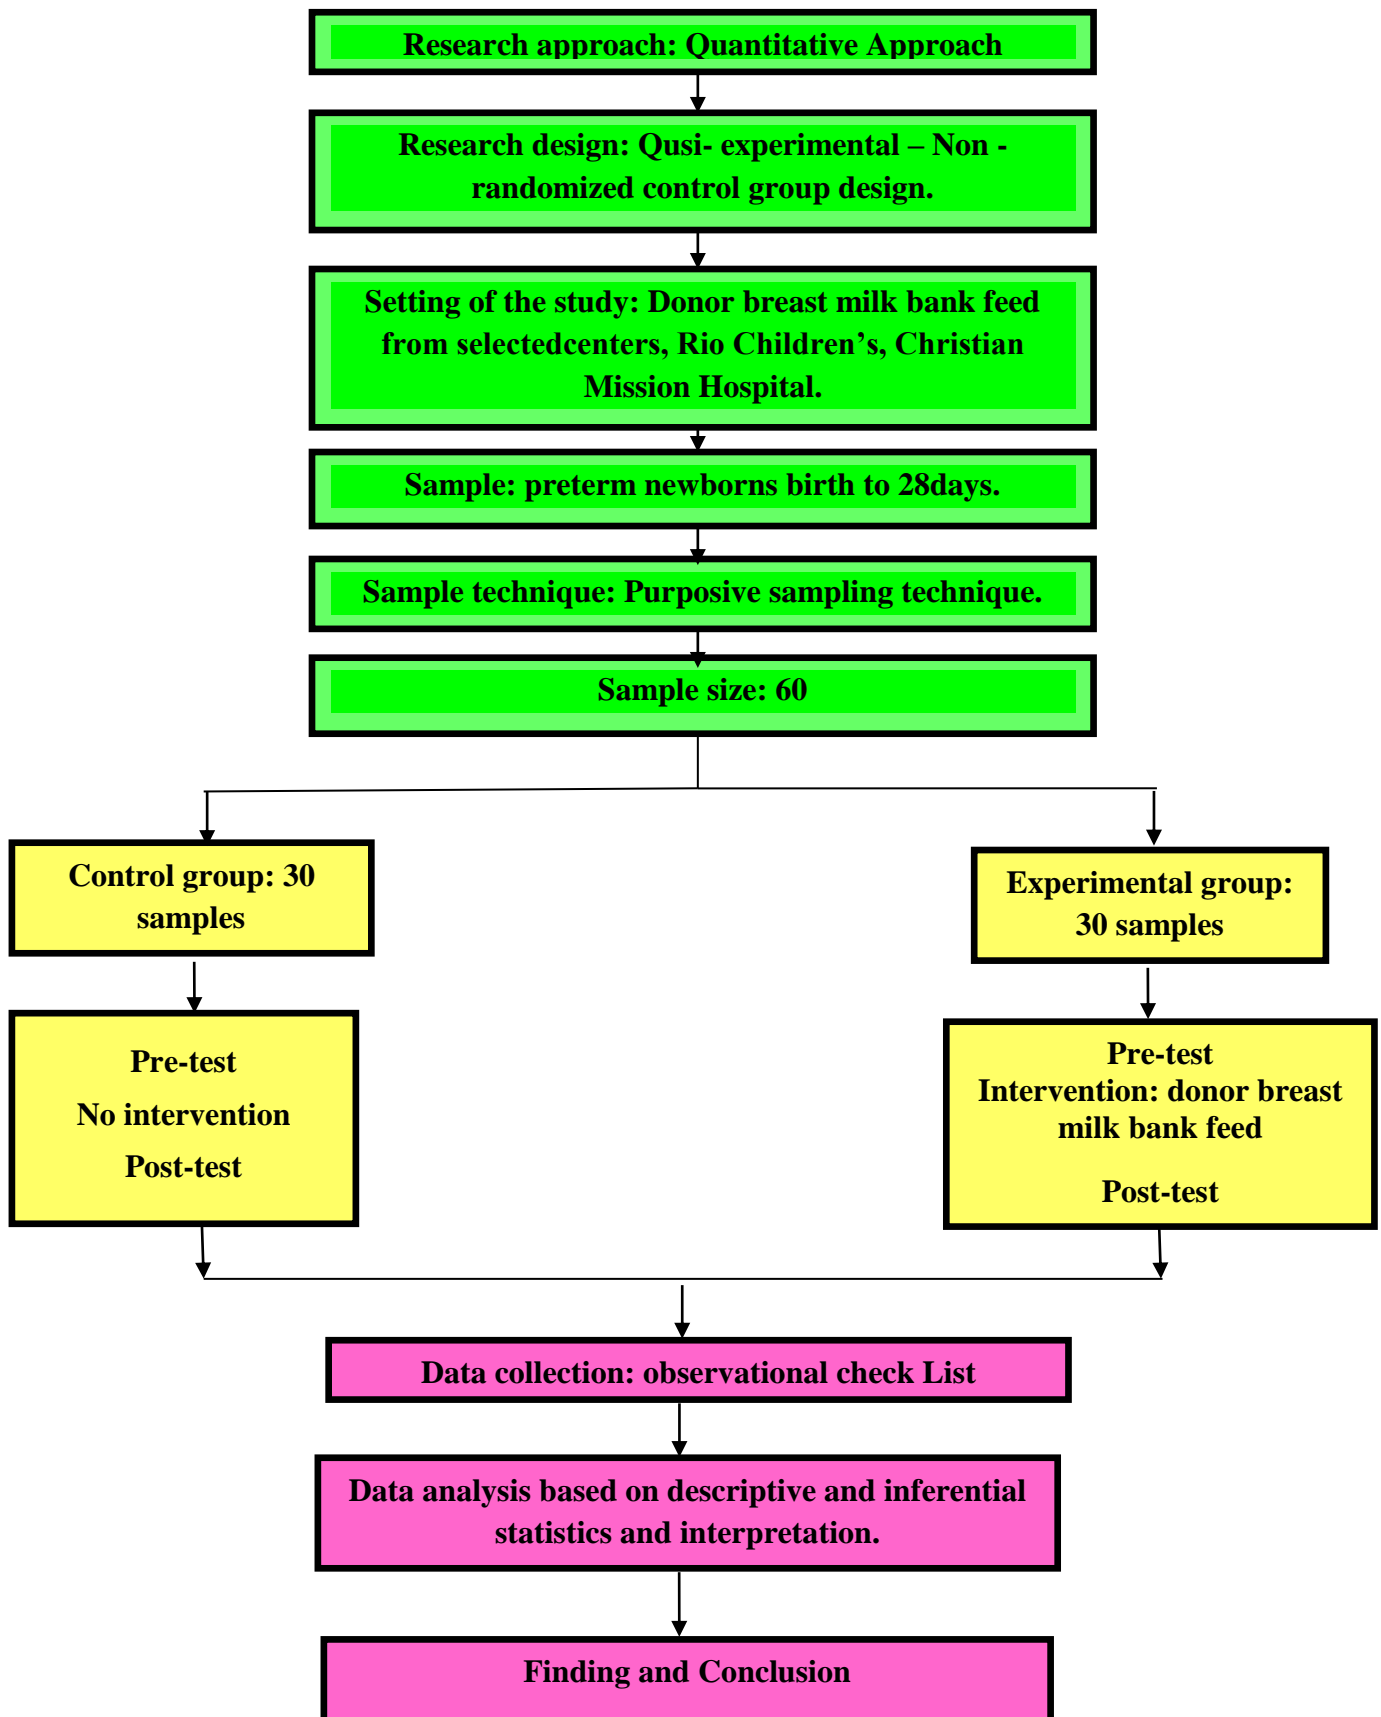 Research approach: Quantitative Approach
Research design: Qusi- experimental – Non -
randomized control group design.
Setting of the study: Donor breast milk bank feed
from selectedcenters, Rio Children’s, Christian
Mission Hospital.
Sample: preterm newborns birth to 28days.
Sample technique: Purposive sampling technique.
Sample size: 60
Control group: 30
samples
Experimental group:
30 samples
Pre-test
No intervention
Post-test
Pre-test
Intervention: donor breast
milk bank feed
Post-test
Data collection: observational check List
Data analysis based on descriptive and inferential
statistics and interpretation.
Finding and Conclusion